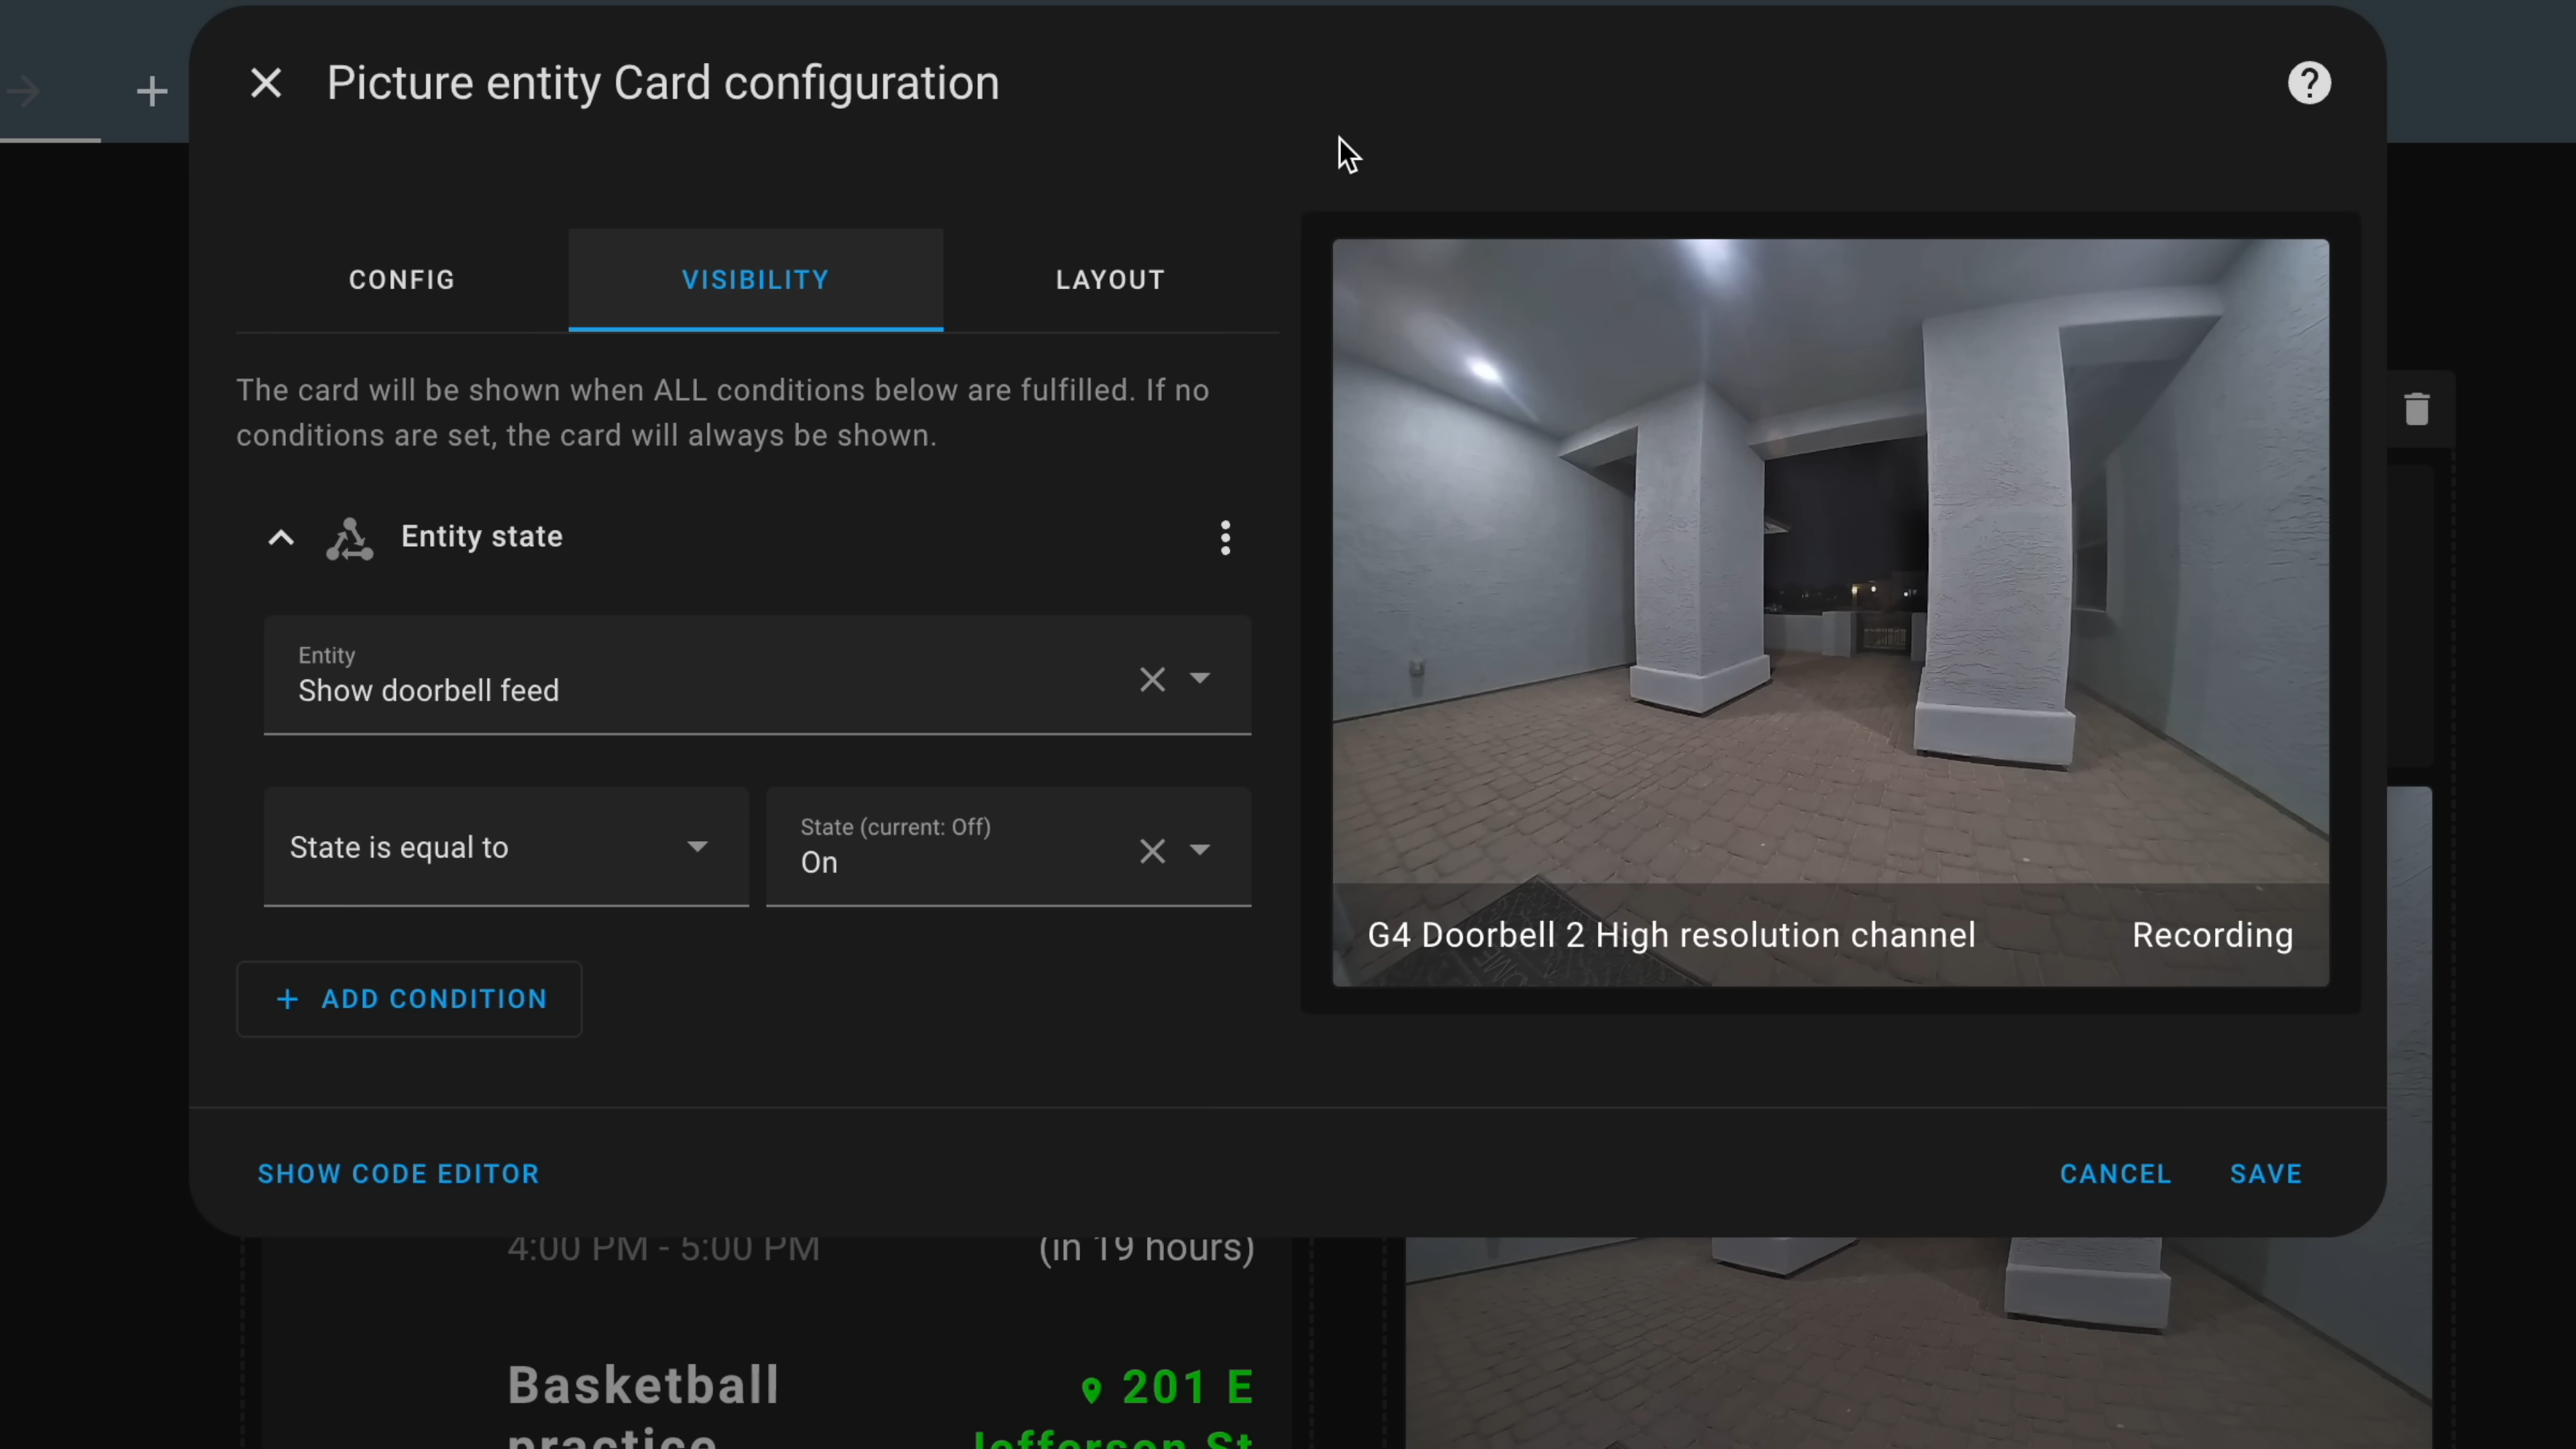 Picture entity Card configuration
CONFIG
VISIBILITY
LAYOUT
The card will be shown when ALL conditions below are fulfilled. If no
conditions are set, the card will always be shown.
Entity state
Entity
Show doorbell feed
State is equal to
State (current: Off)
On
+ ADD CONDITION
G4 Doorbell 2 High resolution channel
Recording
SHOW CODE EDITOR
CANCEL
SAVE
4:00 PM - 5:00 PM
(in 19 hours)
Basketball
practice
201 E
Jefferson St